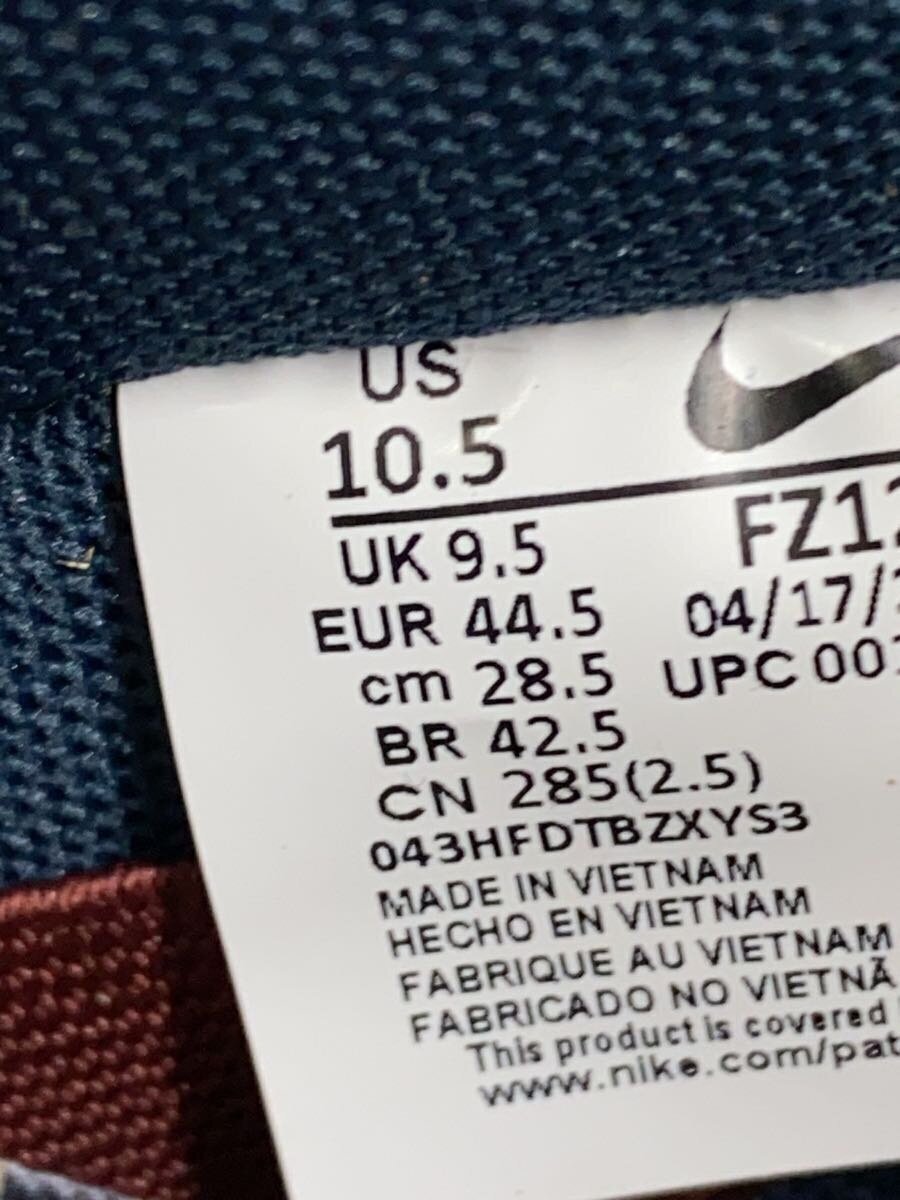 US
10.5
UK 9.5
EUR 44.5
cm 28.5
BR 42.5
CN 285(2.5)
FZ12
04/17/
UPC 00
043HFDTBZXYS3
MADE IN VIETNAM
HECHO EN VIETNAM
FABRIQUE AU VIETNAM
FABRICADO NO VIETNÃ
This product is covered
www.nike.com/pat